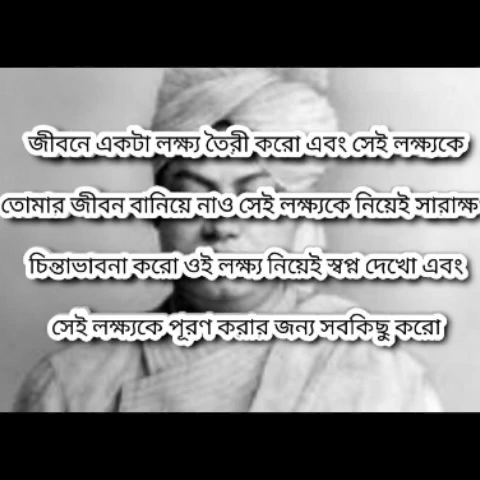 জীবনে একটা লক্ষ্য তৈরী করো এবং সেই লক্ষ্যকে
তোমার জীবন বানিয়ে নাও সেই লক্ষ্যকে নিয়েই সারাক্ষ
চিন্তাভাবনা করো ওই লক্ষ্য নিয়েই স্বপ্ন দেখো এবং
সেই লক্ষ্যকে পূরণ করার জন্য সবকিছু করো